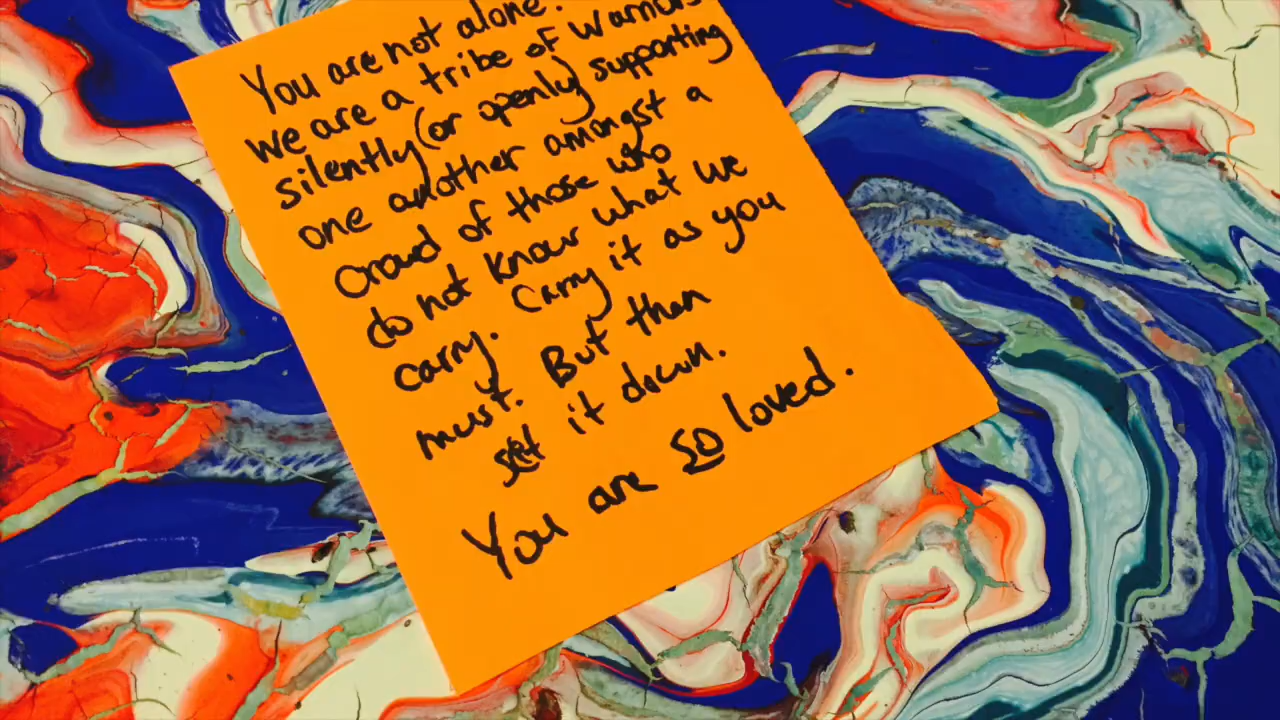 You are not alone.
we are a tribe of warriors
silently (or openly) supporting
one another amongst a
crowd of those who
do not know what we
carry. Carry it as you
must. But then
set it down.
You are SO loved.